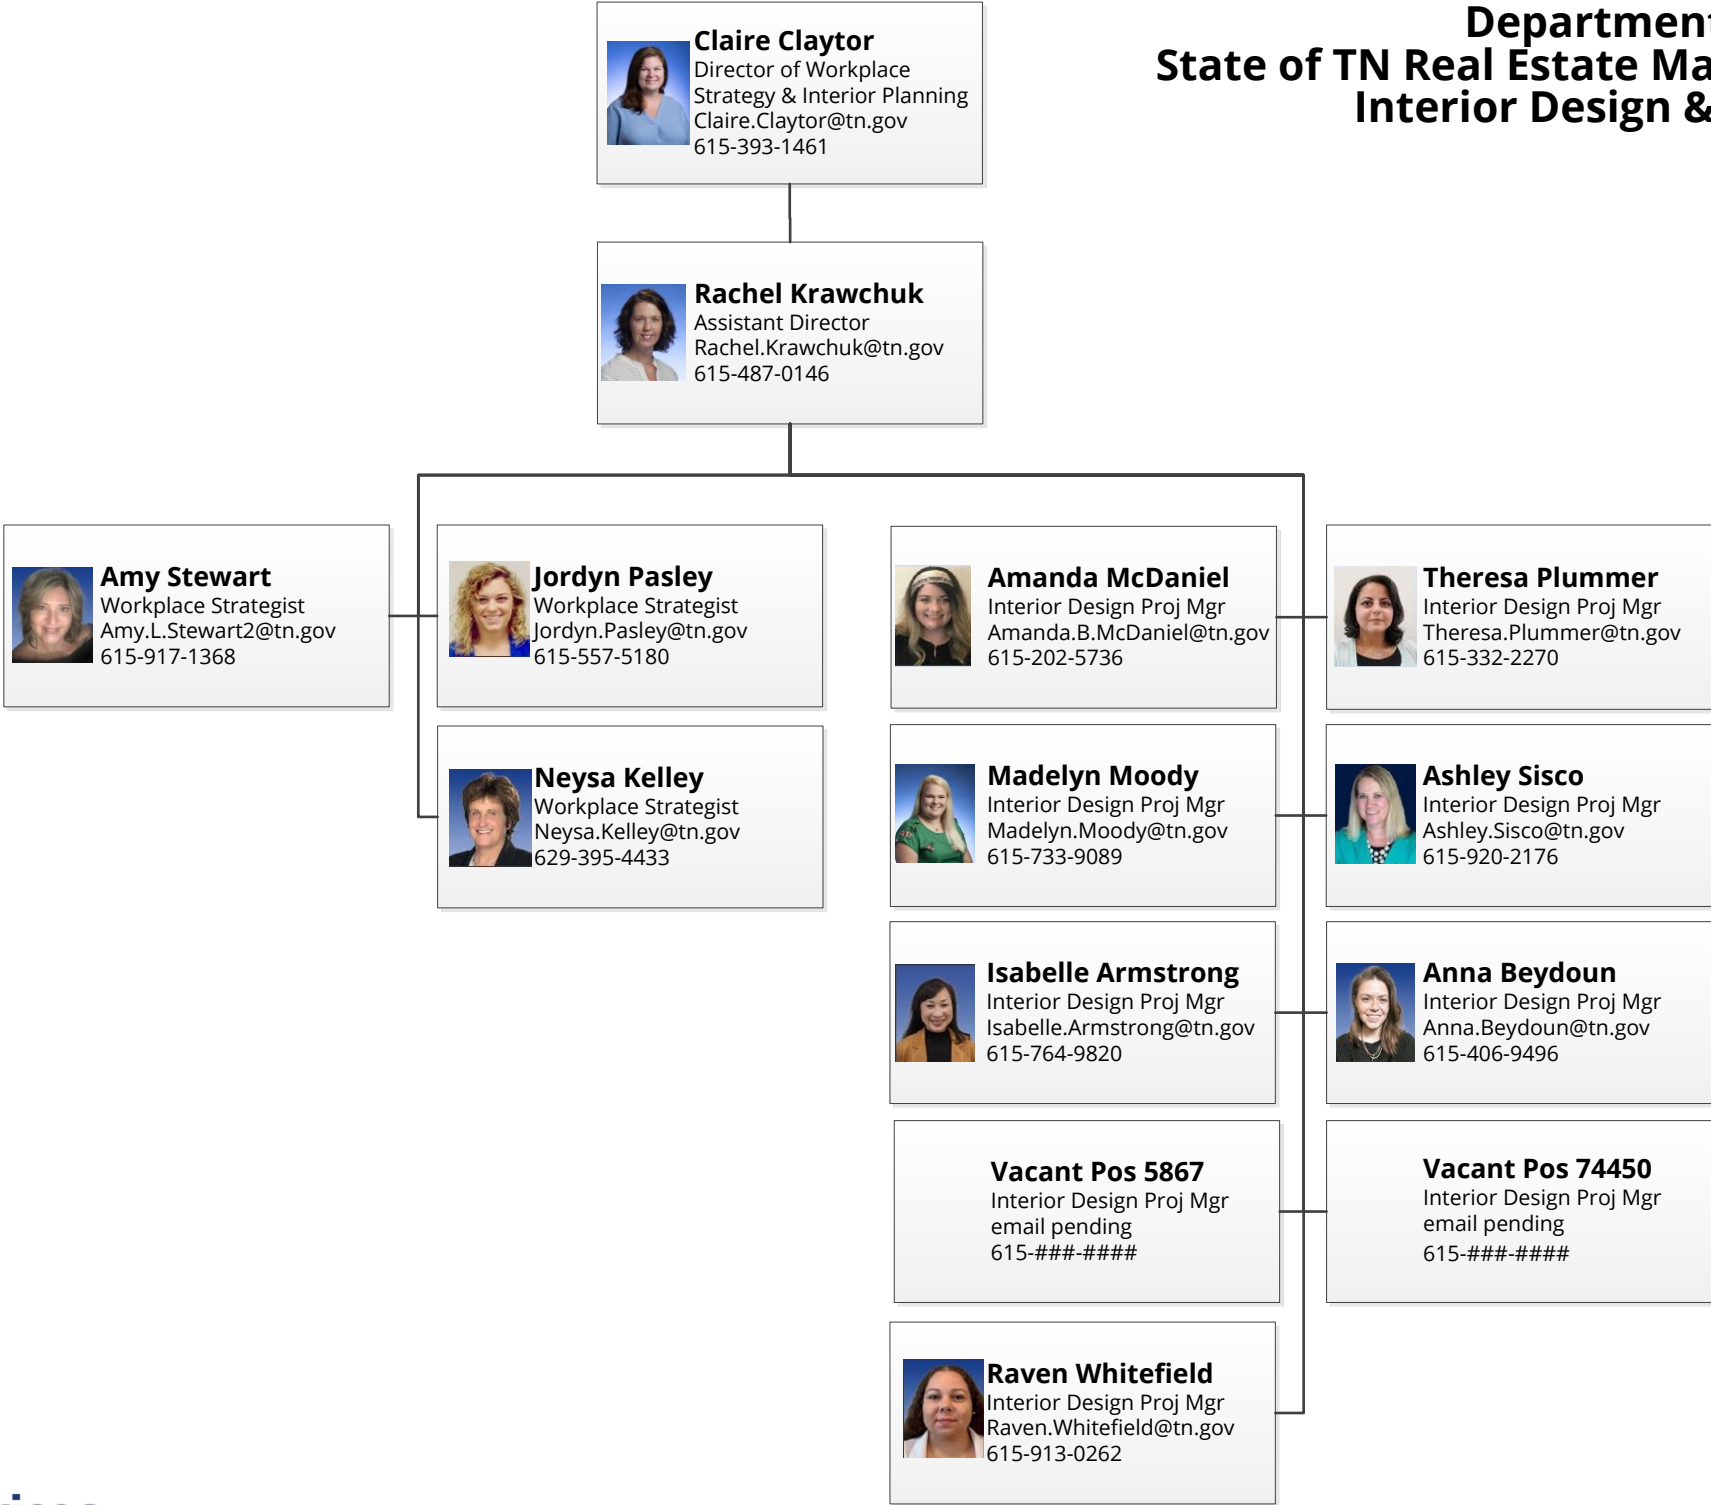 Claire Claytor
Director of Workplace
Strategy & Interior Planning
Claire.Claytor@tn.gov
615-393-1461
State of TN Real Estate
Interior Design &
Rachel Krawchuk
Assistant Director
Rachel.Krawchuk@tn.gov
615-487-0146
Amy Stewart
Workplace Strategist
Amy.L.Stewart2@tn.gov
615-917-1368
Jordyn Pasley
Workplace Strategist
Jordyn.Pasley@tn.gov
615-557-5180
Neysa Kelley
Workplace Strategist
Neysa.Kelley@tn.gov
629-395-4433
Amanda McDaniel
Interior Design Proj Mgr
Amanda.B.McDaniel@tn.gov
615-202-5736
Theresa Plummer
Interior Design Proj Mgr
Theresa.Plummer@tn.gov
615-332-2270
Madelyn Moody
Interior Design Proj Mgr
Madelyn.Moody@tn.gov
615-733-9089
Ashley Sisco
Interior Design Proj Mgr
Ashley.Sisco@tn.gov
615-920-2176
Isabelle Armstrong
Interior Design Proj Mgr
Isabelle.Armstrong@tn.gov
615-764-9820
Anna Beydoun
Interior Design Proj Mgr
Anna.Beydoun@tn.gov
615-406-9496
Vacant Pos 5867
Interior Design Proj Mgr
email pending
615-###-####
Vacant Pos 74450
Interior Design Proj Mgr
email pending
615-###-####
Raven Whitefield
Interior Design Proj Mgr
Raven.Whitefield@tn.gov
615-913-0262